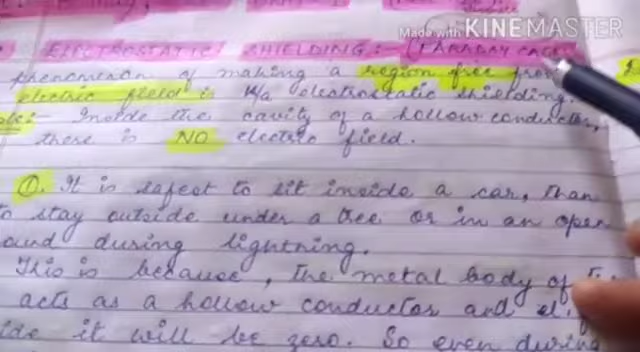 Made with KINEMASTER
ELECTROSTATIC SHIELDING:- (FARADAY CAGE
phenomenon of making a region free from
electric field is k/a electrostatic shielding.
Inside the cavity of a hollow conductor,
there is NO electric field.
①. It is safest to sit inside a car, than
to stay outside under a tree or in an open
during lightning.
This is because, the metal body of
acts as a hollow conductor and
it will be zero. So even during